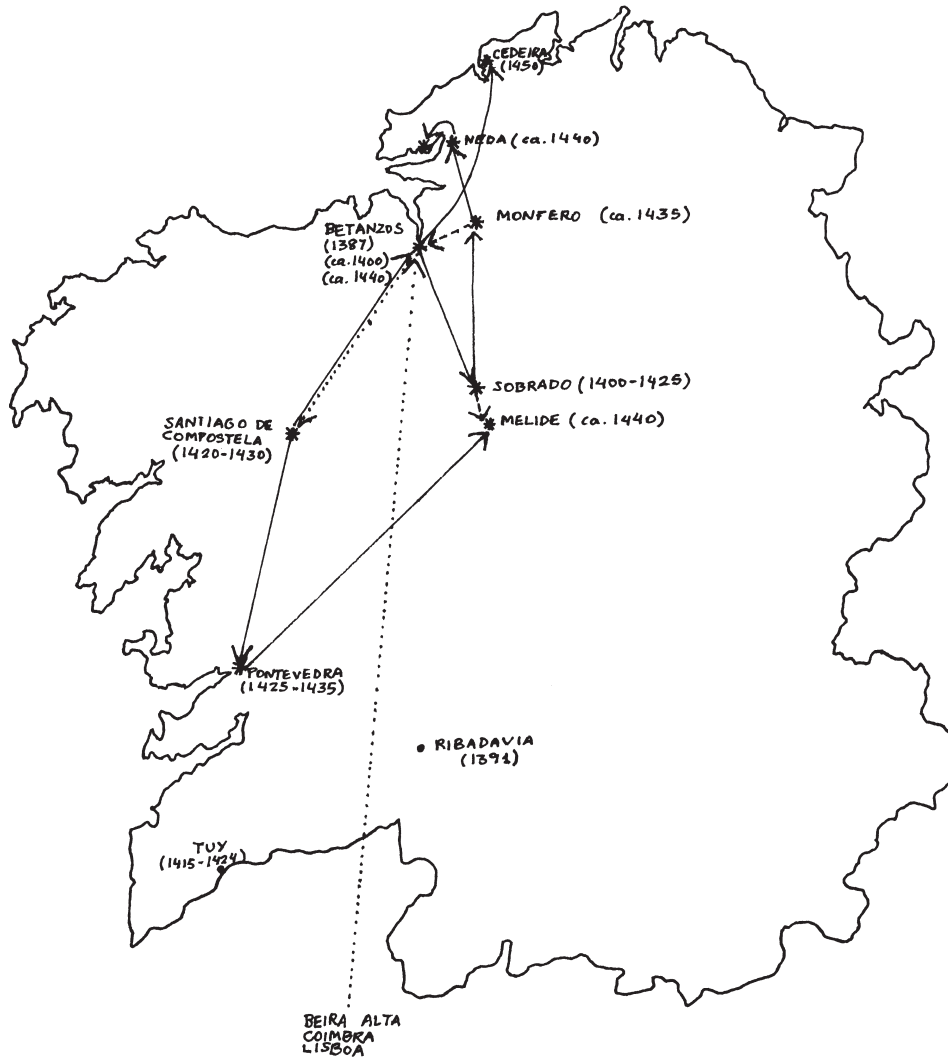 CEDEIRA
(1450)
NEDA (ca. 1440)
MONFERO (ca. 1435)
BETANZOS
(1387)
(ca. 1400)
(ca. 1440)
SOBRADO (1400-1425)
MELIDE (ca. 1440)
SANTIAGO DE
COMPOSTELA
(1420-1430)
PONTEVEDRA
(1425-1435)
RIBADAVIA
(1391)
TUY
(1415-1424)
BEIRA ALTA
COIMBRA
LISBOA